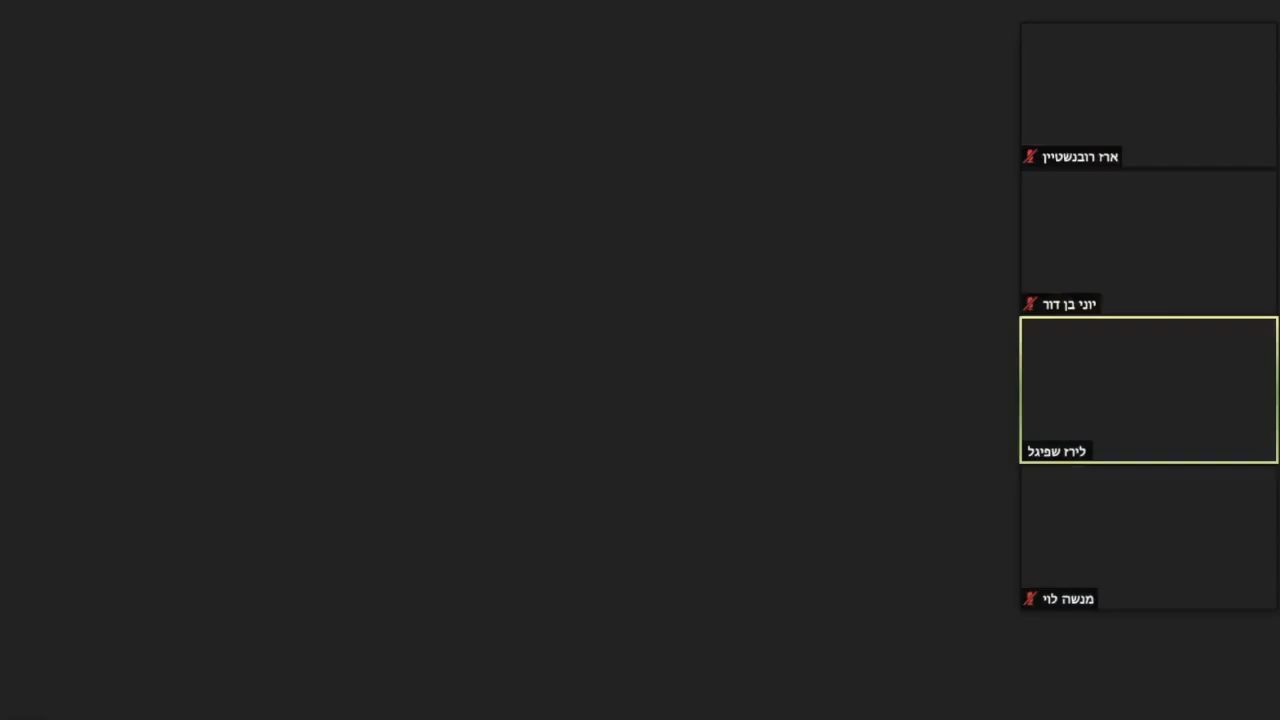 ארז רובנשטיין
יוני בן דור
לירז שפיגל
מנשה לוי